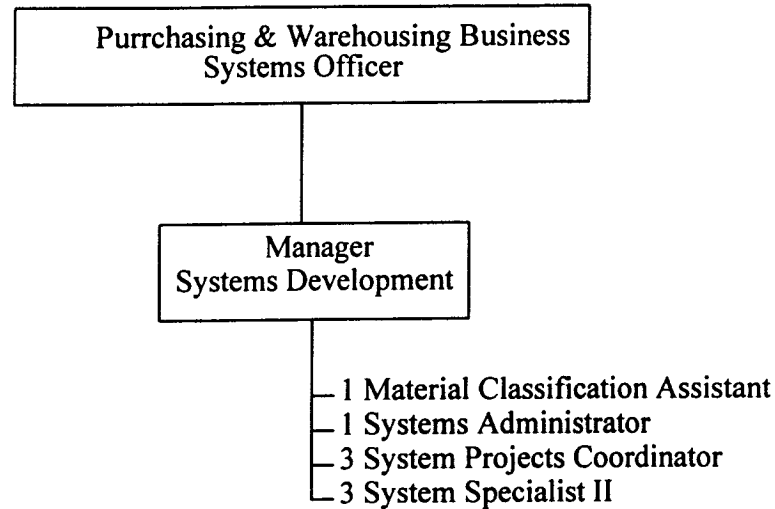 Purrchasing & Warehousing Business
Systems Officer
Manager
Systems Development
1 Material Classification Assistant
1 Systems Administrator
3 System Projects Coordinator
3 System Specialist II